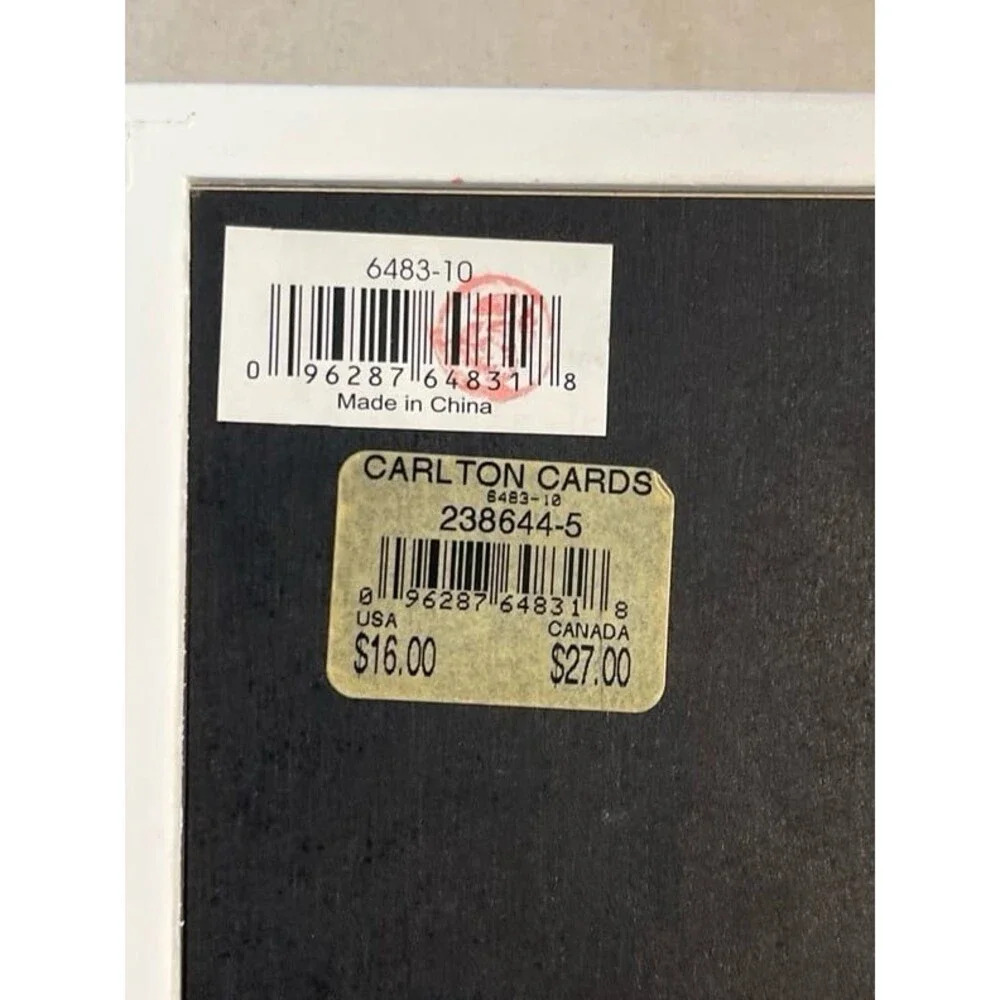 6483-10
0 96287 64831 8
Made in China
CARLTON CARDS
6483-10
238644-5
0 96287 64831 8
USA CANADA
$16.00 $27.00